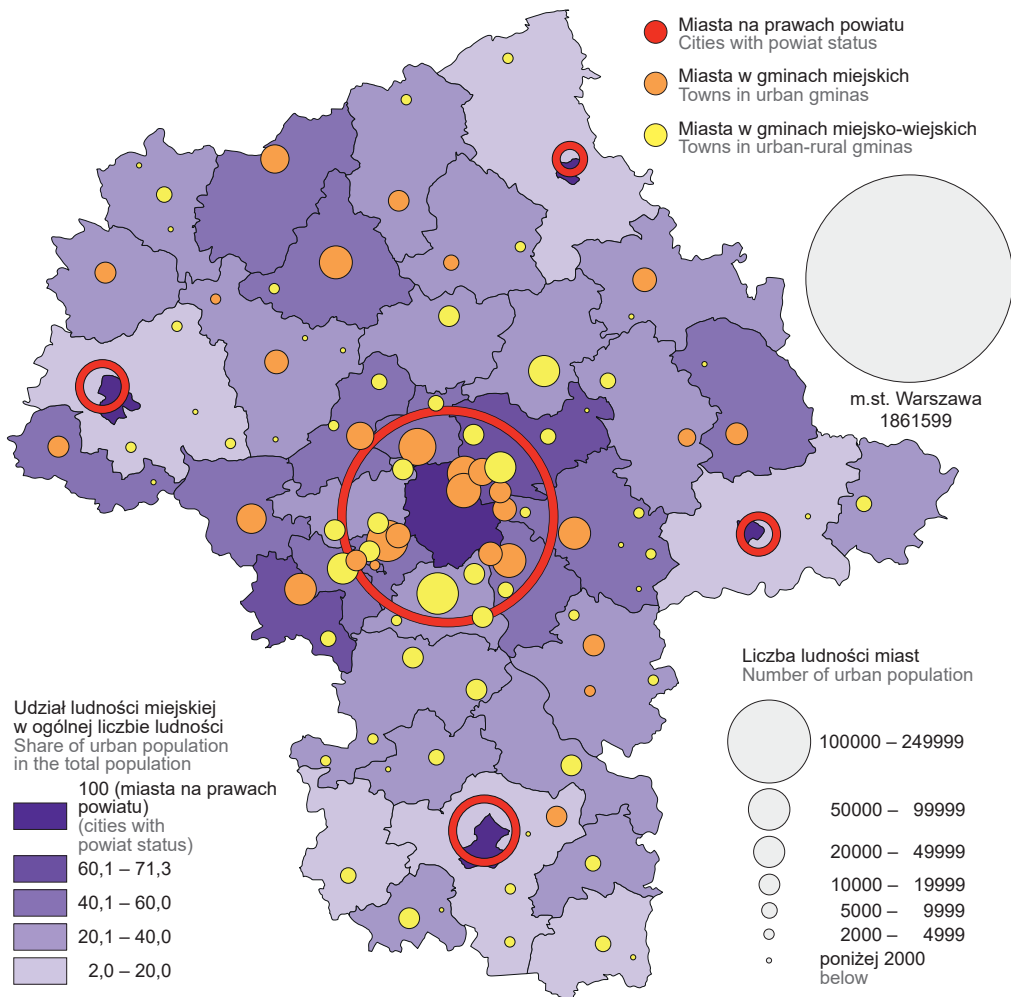 Miasta na prawach powiatu
Cities with powiat status
Miasta w gminach miejskich
Towns in urban gminas
Miasta w gminach miejsko-wiejskich
Towns in urban-rural gminas
m.st. Warszawa
1861599
Udział ludności miejskiej
w ogólnej liczbie ludności
Share of urban population
in the total population
100 (miasta na prawach
powiatu)
(cities with
powiat status)
60,1 – 71,3
40,1 – 60,0
20,1 – 40,0
2,0 – 20,0
Liczba ludności miast
Number of urban population
100000 – 249999
50000 – 99999
20000 – 49999
10000 – 19999
5000 – 9999
2000 – 4999
poniżej 2000
below